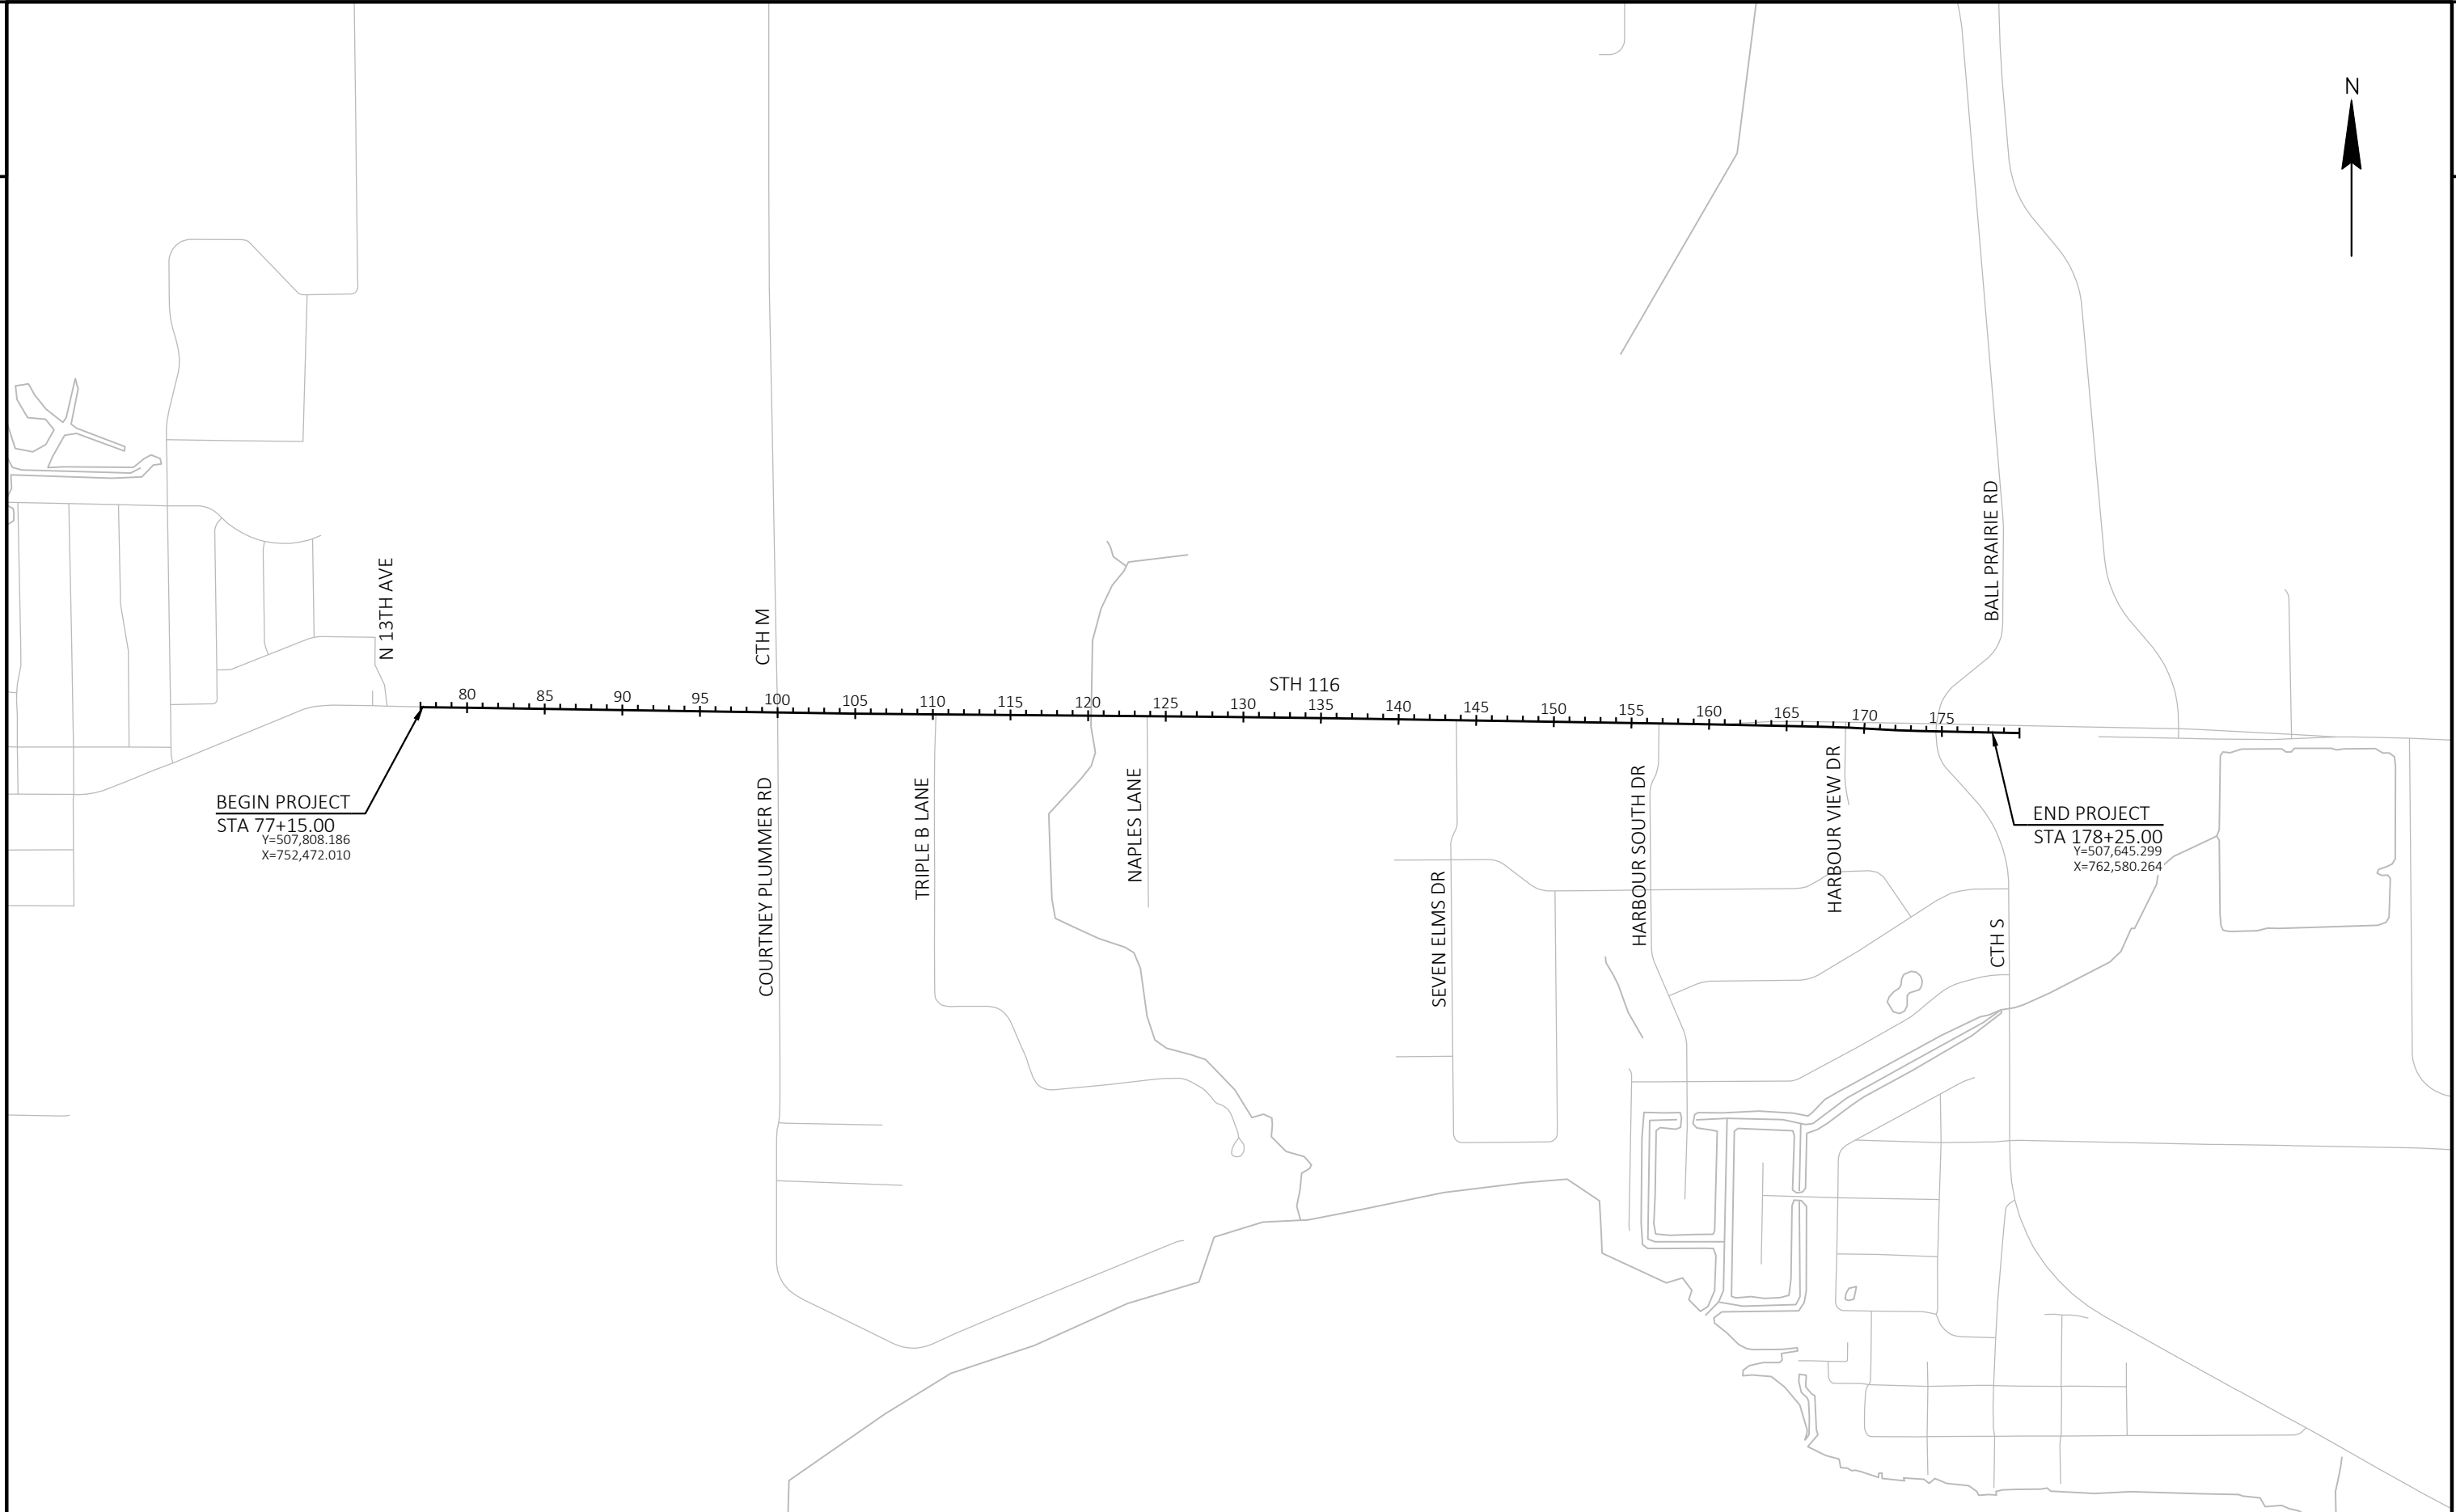 N
BALL PRAIRIE RD
N 13TH AVE
CTH M
STH 116
80
85
90
95
100
105
110
115
120
125
130
135
140
145
150
155
160
165
170
175
BEGIN PROJECT
STA 77+15.00
Y=507,808.186
X=752,472.010
COURTNEY PLUMMER RD
TRIPLE B LANE
NAPLES LANE
SEVEN ELMS DR
HARBOUR SOUTH DR
HARBOUR VIEW DR
CTH S
END PROJECT
STA 178+25.00
Y=507,645.299
X=762,580.264